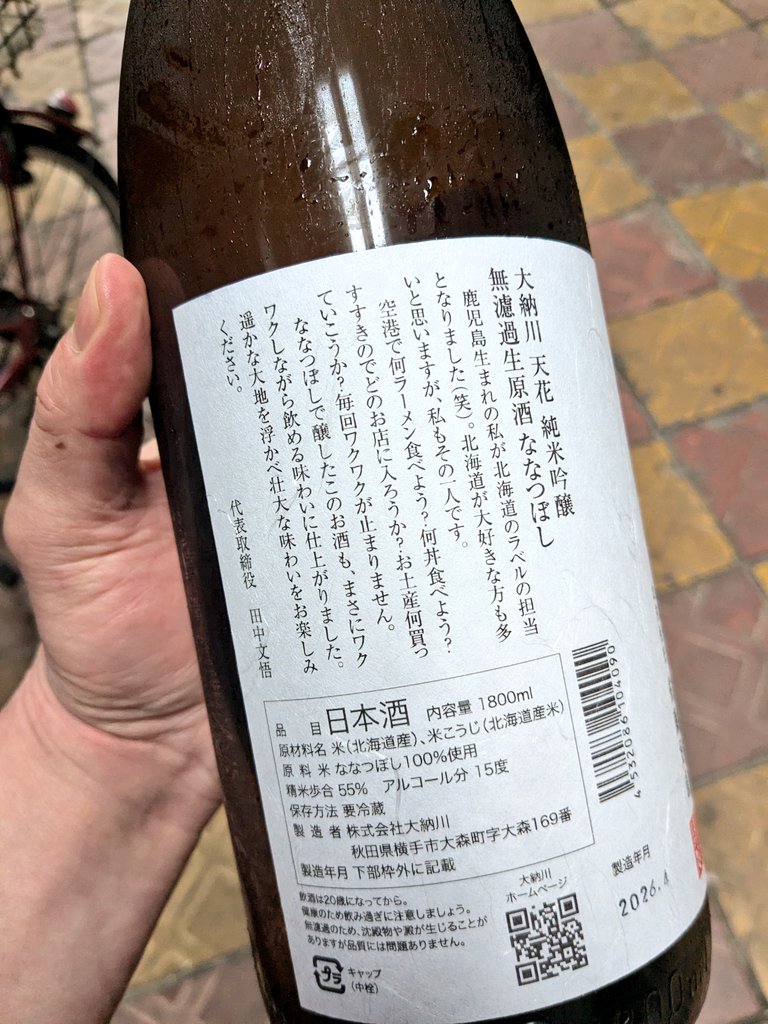 大納川 天花 純米吟醸
無濾過生原酒 ななつぼし
鹿児島生まれの私が北海道のラベルの担当
となりました(笑)。北海道が大好きな方も多
いと思いますが、私もその一人です。
空港で何ラーメン食べよう?何丼食べよう?
すすきのでどのお店に入ろうか?お土産何買っ
ていこうか?毎回ワクワクが止まりません。
ななつぼしで醸したこのお酒も、まさにワク
ワクしながら飲める味わいに仕上がりました。
遥かな大地を浮かべ壮大な味わいをお楽しみ
ください。
代表取締役 田中文悟
品目 日本酒 内容量 1800ml
原材料名 米(北海道産)、米こうじ(北海道産米)
原料米 ななつぼし100%使用
精米歩合 55% アルコール分 15度
保存方法 要冷蔵
製造者 株式会社大納川
秋田県横手市大森町字大森169番
製造年月 下部枠外に記載
飲酒は20歳になってから。
健康のため飲み過ぎに注意しましょう。
無濾過のため、沈殿物や澱が生じることが
ありますが品質には問題ありません。
タラ
キャップ
(中栓)
大納川
ホームページ
4532086104090
製造年月
2026.4